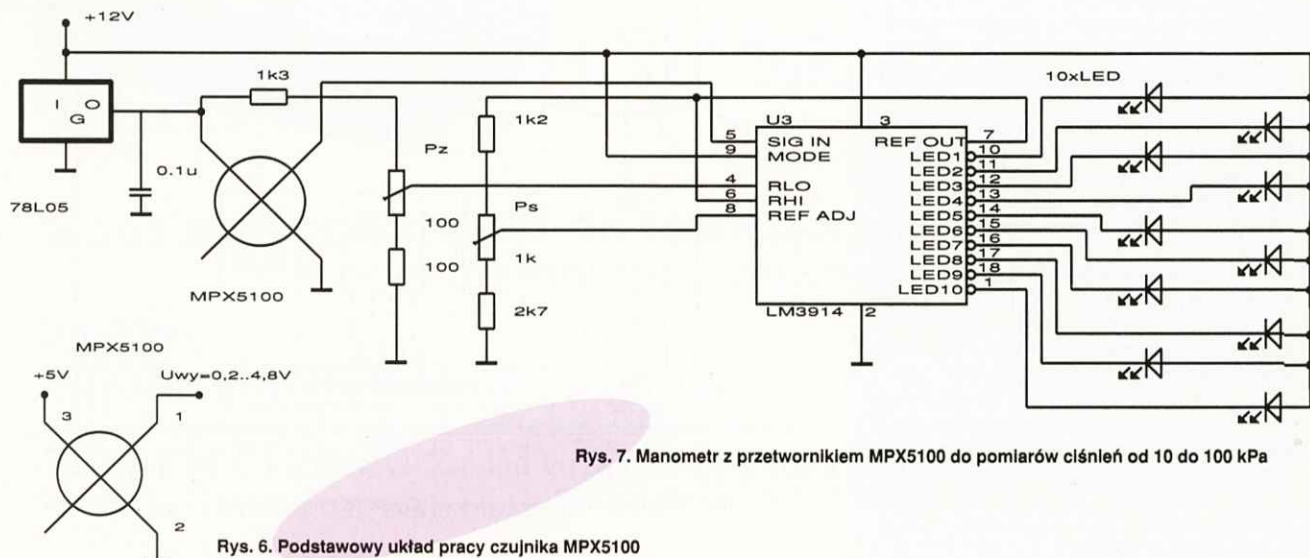 +12V
I O
G
78L05
0.1u
1k3
MPX5100
Pz
100
100
1k2
Ps
1k
2k7
U3
3
5 SIG IN
9 MODE
4 RLO
6 RHI
8 REF ADJ
REF OUT 7
LED1 10
LED2 11
LED3 12
LED4 13
LED5 14
LED6 15
LED7 16
LED8 17
LED9 18
LED10 1
LM3914
2
10xLED
MPX5100
+5V
Uwy=0,2..4,8V
3
1
2
Rys. 7. Manometr z przetwornikiem MPX5100 do pomiarów ciśnień od 10 do 100 kPa
Rys. 6. Podstawowy układ pracy czujnika MPX5100